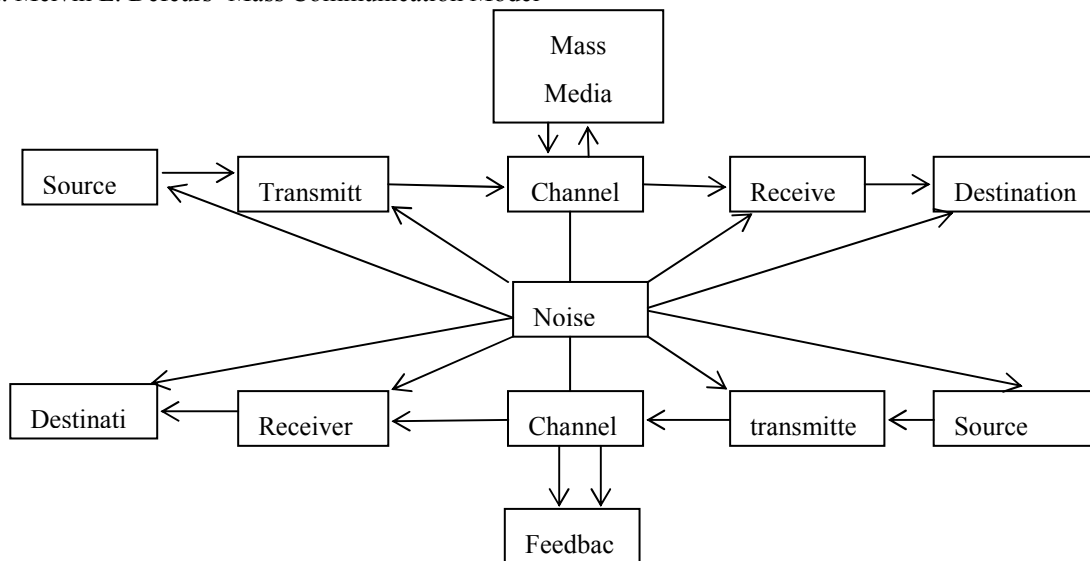 Mass
Media
Source
Transmitt
Channel
Receive
Destination
Noise
Destinati
Receiver
Channel
transmitte
Source
Feedbac